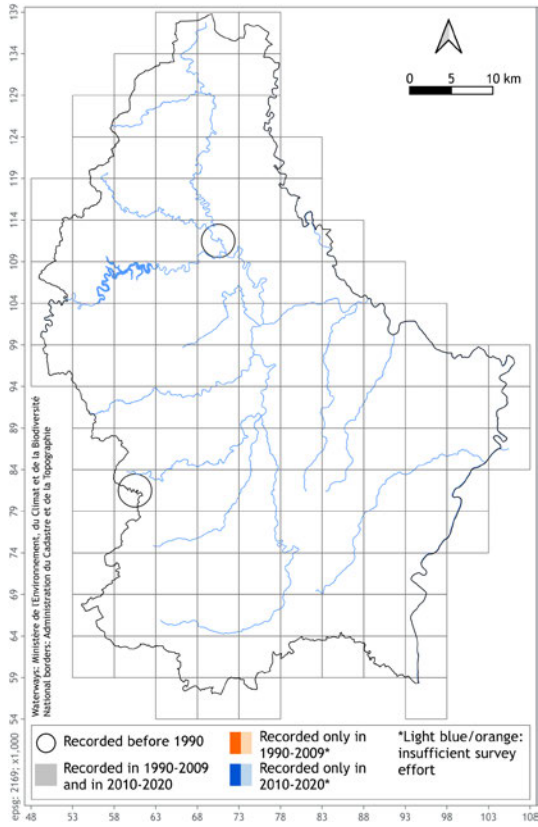 139
134
129
124
119
114
109
104
99
94
89
84
79
74
69
64
59
54
0 5 10 km
Waterways: Ministère de l'Environnement, du Climat et de la Biodiversité
National borders: Administration du Cadastre et de la Topographie
epsg: 2169; x1,000
Recorded before 1990
Recorded in 1990-2009
and in 2010-2020
Recorded only in
1990-2009*
Recorded only in
2010-2020*
*Light blue/orange:
insufficient survey
effort
48 53 58 63 68 73 78 83 88 93 98 103 108